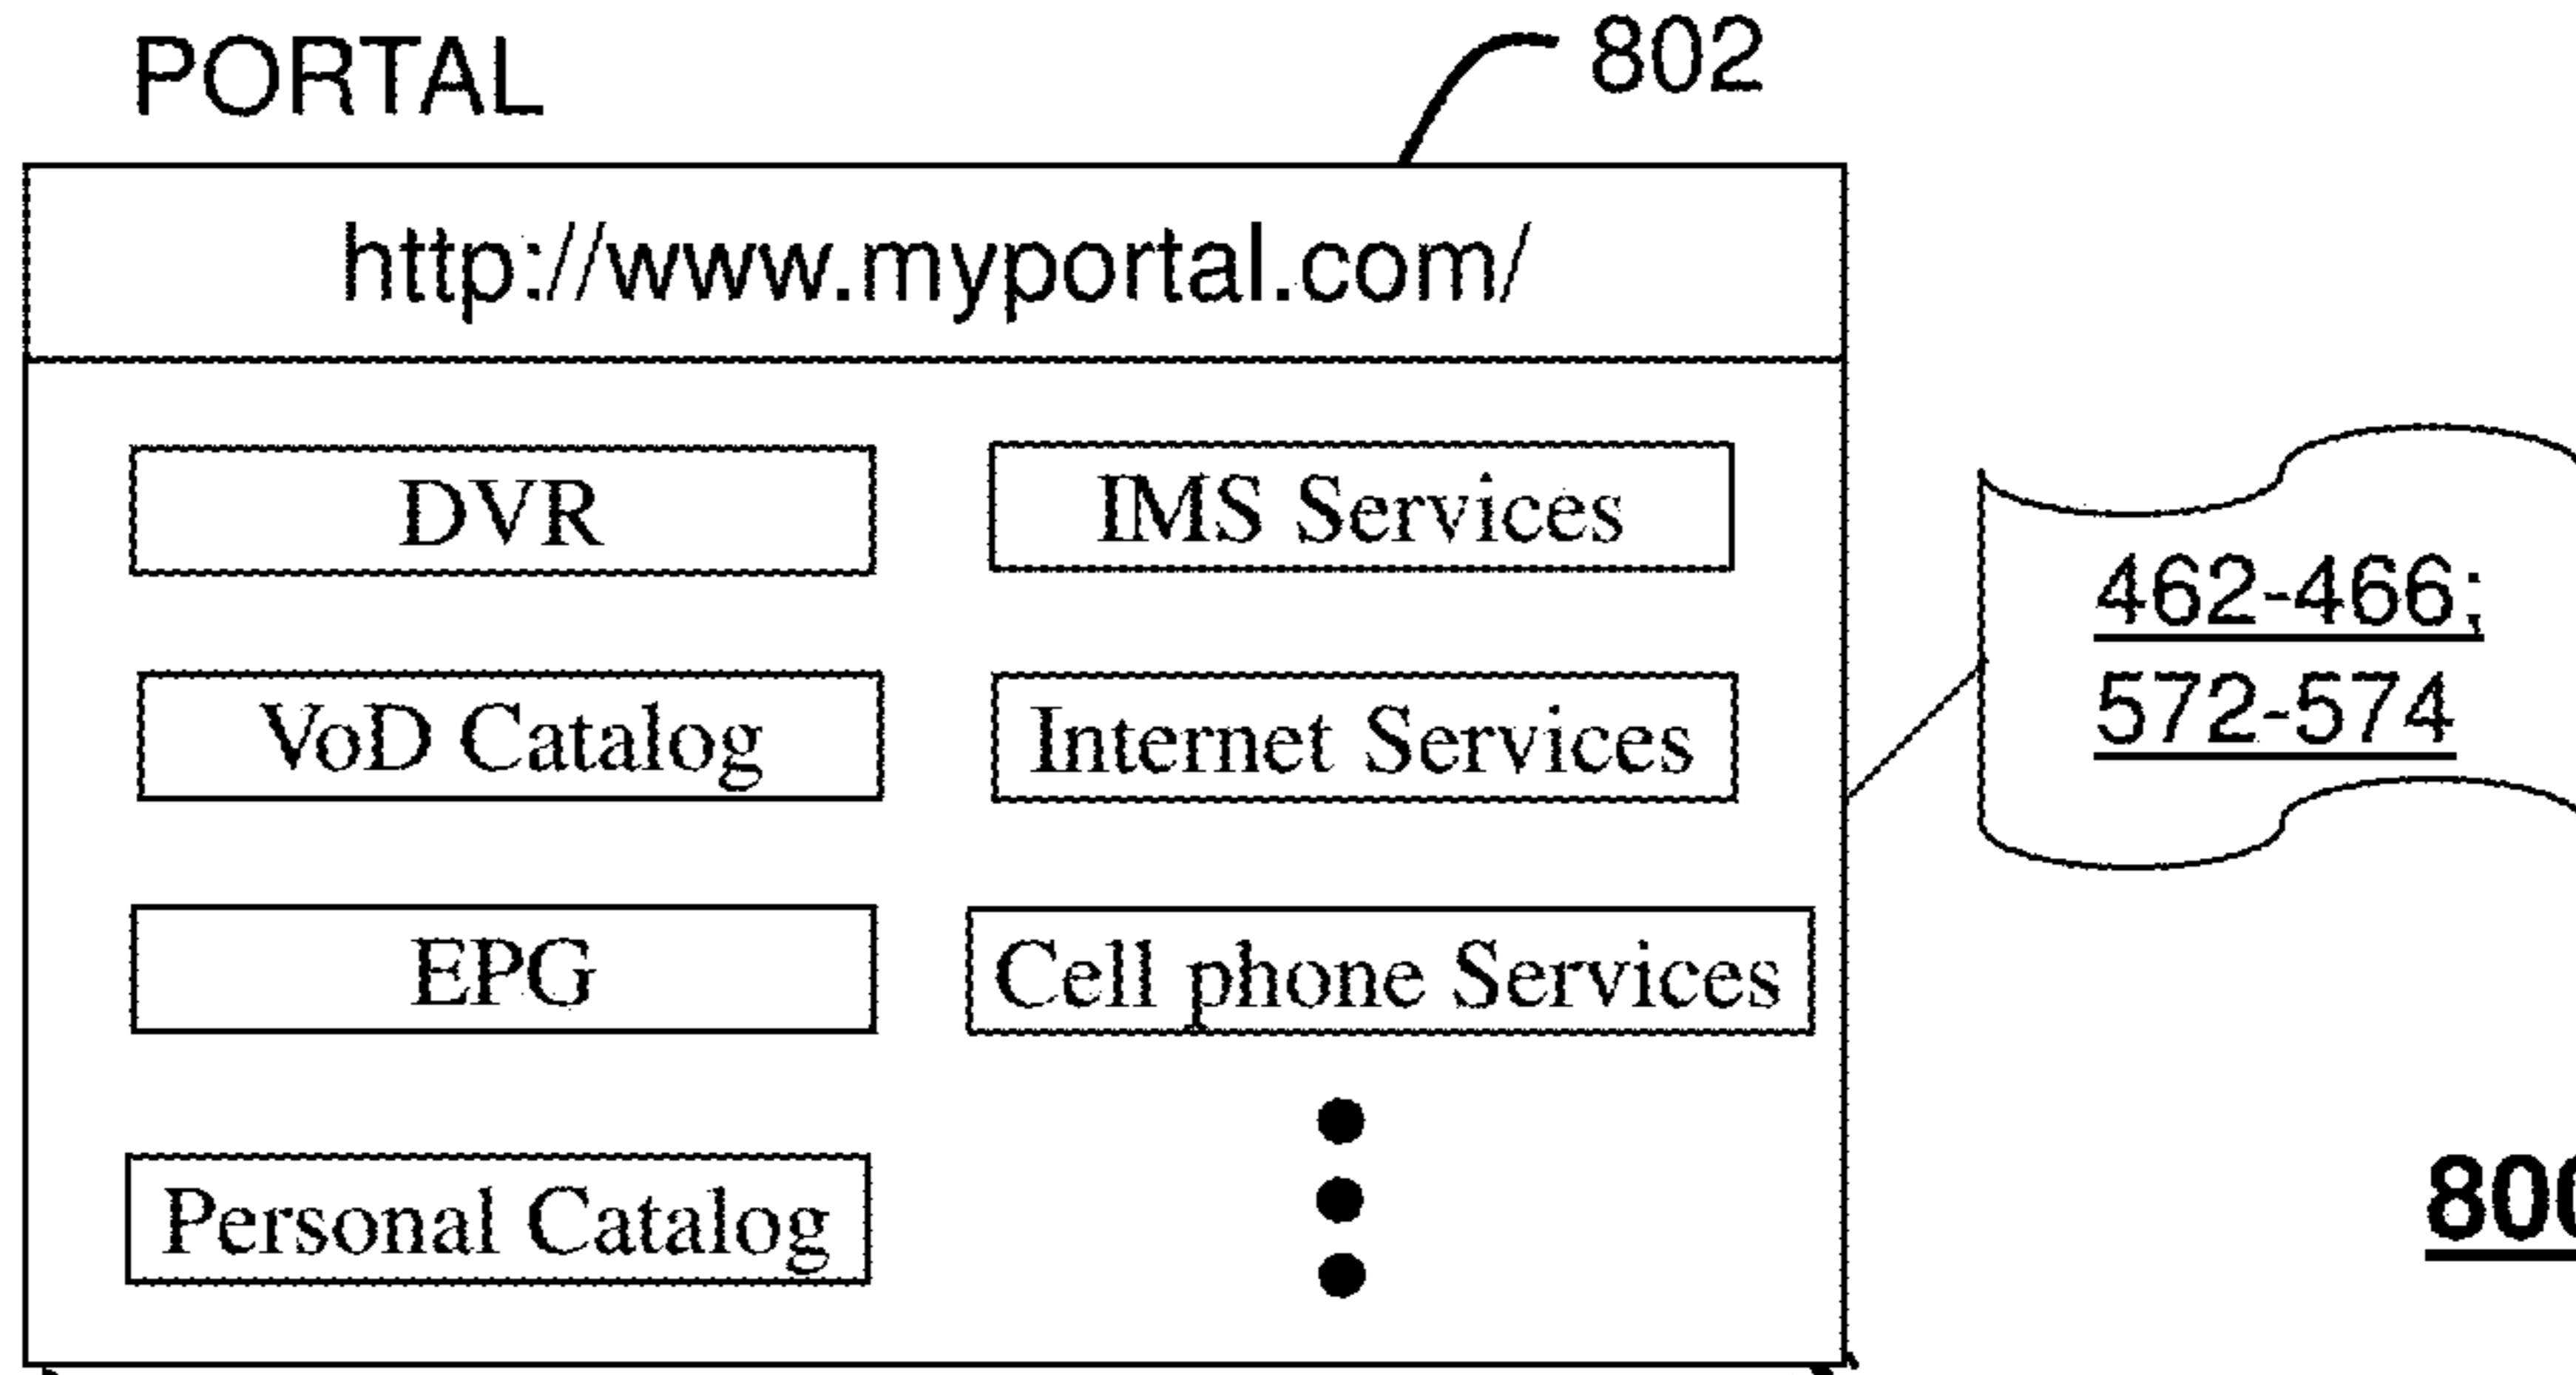 PORTAL
802
http://www.myportal.com/
DVR
IMS Services
462-466;
572-574
VoD Catalog
Internet Services
EPG
Cell phone Services
Personal Catalog
800